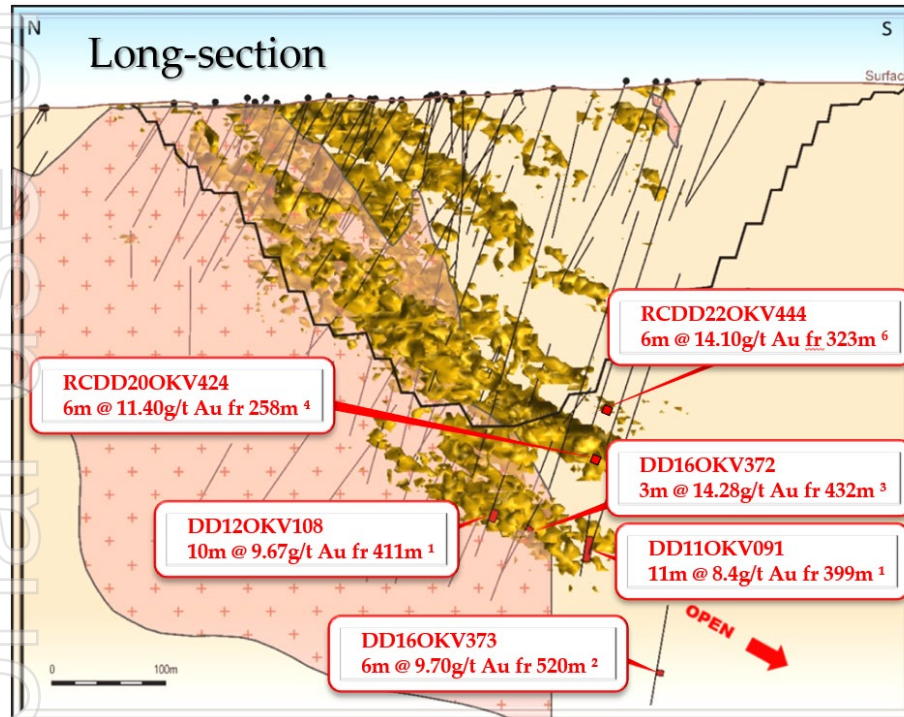 N
S
Long-section
Surfac
RCDD22OKV444
6m @ 14.10g/t Au fr 323m 6
RCDD20OKV424
6m @ 11.40g/t Au fr 258m 4
DD16OKV372
3m @ 14.28g/t Au fr 432m 3
DD12OKV108
10m @ 9.67g/t Au fr 411m 1
DD11OKV091
11m @ 8.4g/t Au fr 399m 1
OPEN
DD16OKV373
6m @ 9.70g/t Au fr 520m 2
0
100m